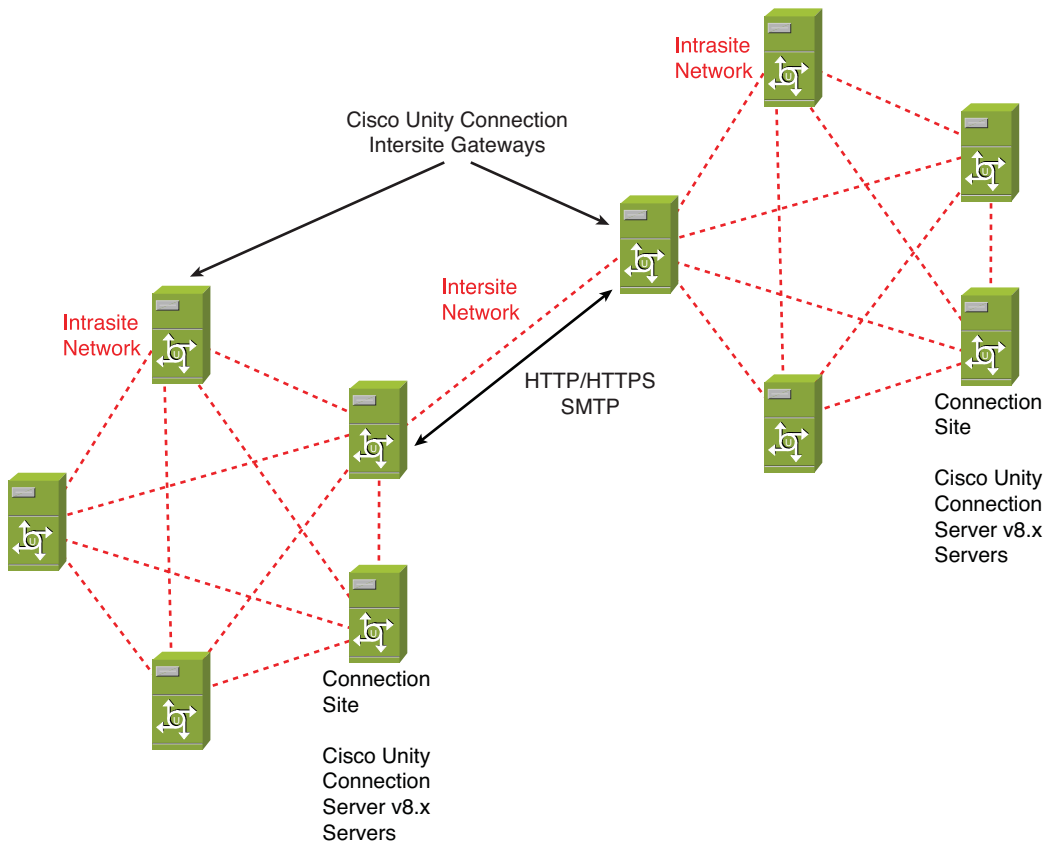 Intrasite
Network
Cisco Unity Connection
Intersite Gateways
Intersite
Network
Intrasite
Network
HTTP/HTTPS
SMTP
Connection
Site
Cisco Unity
Connection
Server v8.x
Servers
Connection
Site
Cisco Unity
Connection
Server v8.x
Servers